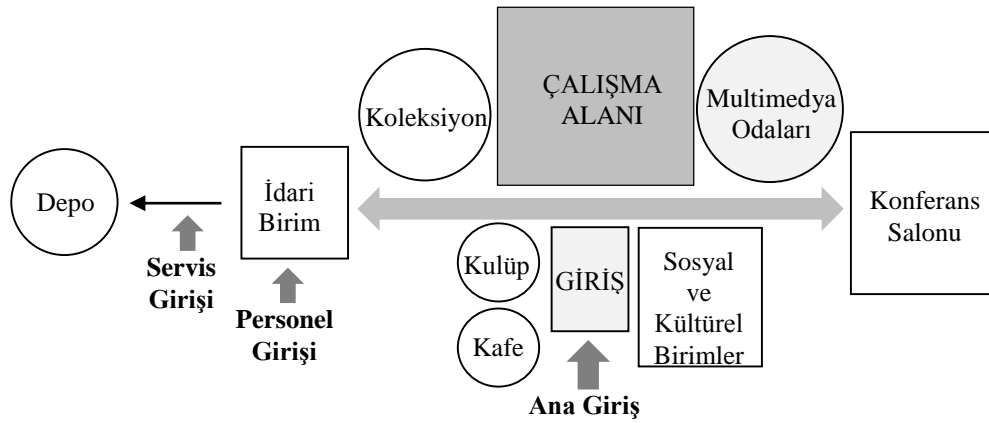 ÇALIŞMA
ALANI
Koleksiyon
Multimedya
Odaları
Depo
İdari
Birim
Konferans
Salonu
Servis
Girişi
Personel
Girişi
Kulüp
Kafe
GİRİŞ
Sosyal
ve
Kültürel
Birimler
Ana Giriş